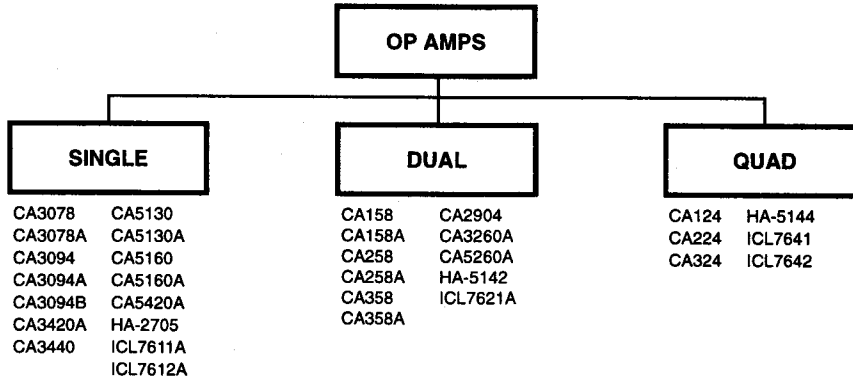 OP AMPS
SINGLE
CA3078 CA5130
CA3078A CA5130A
CA3094 CA5160
CA3094A CA5160A
CA3094B CA5420A
CA3420A HA-2705
CA3440 ICL7611A
ICL7612A
DUAL
CA158 CA2904
CA158A CA3260A
CA258 CA5260A
CA258A HA-5142
CA358 ICL7621A
CA358A
QUAD
CA124 HA-5144
CA224 ICL7641
CA324 ICL7642